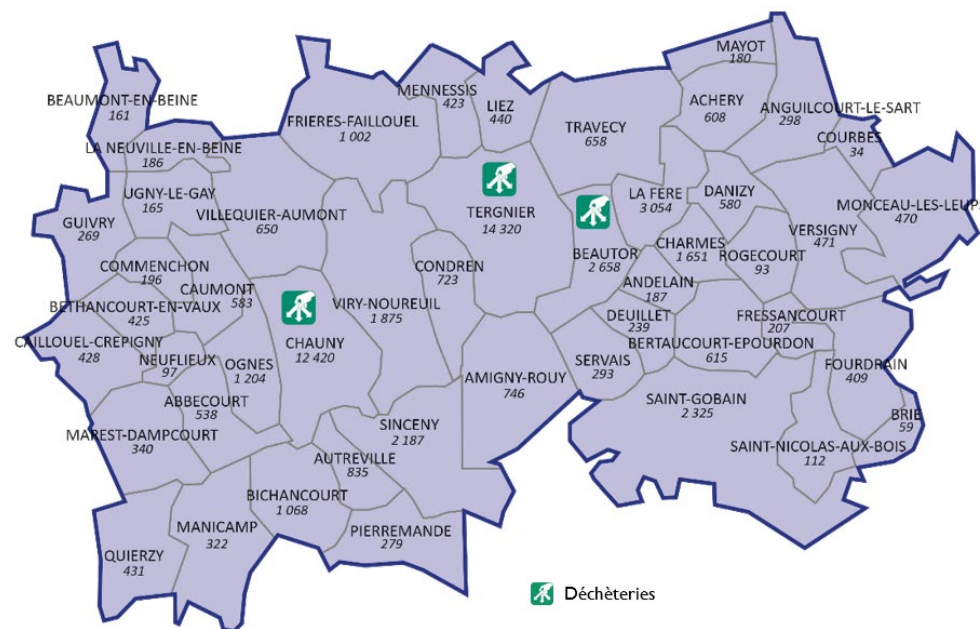 MAYOT
180
BEAUMONT-EN-BEINE
161
MENNESSIS
423
LIEZ
440
ACHERY
608
ANGUILCOURT-LE-SART
298
FRIERES-FAILLOUEL
1 002
TRAVECY
658
COURBES
34
LA NEUVILLE-EN-BEINE
186
UGNY-LE-GAY
165
LA FERE
3 054
DANIZY
580
MONCEAU-LES-LEUPS
470
GUIVRY
269
VILLEQUIER-AUMONT
650
TERGNIER
14 320
VERSIGNY
471
BEAUTOR
2 658
CHARMES
1 651
ROGECOURT
93
COMMENCHON
196
CAUMONT
583
CONDREN
723
ANDELAIN
187
BETHANCOURT-EN-VAUX
425
VIRY-NOUREUIL
1 875
DEUILLET
239
FRESSANCOURT
207
CAILLOUEL-CREPIGNY
428
NEUFLIEUX
97
OGNES
1 204
CHAUNY
12 420
SERVAIS
293
BERTAUCOURT-EPOURDON
615
FOURDRAIN
409
AMIGNY-ROUY
746
ABBECOURT
538
SAINT-GOBAIN
2 325
BRIE
59
MAREST-DAMPCOURT
340
SINCENY
2 187
SAINT-NICOLAS-AUX-BOIS
112
AUTREVILLE
835
BICHANCOURT
1 068
MANICAMP
322
PIERREMANDE
279
QUIERZY
431
Déchèteries